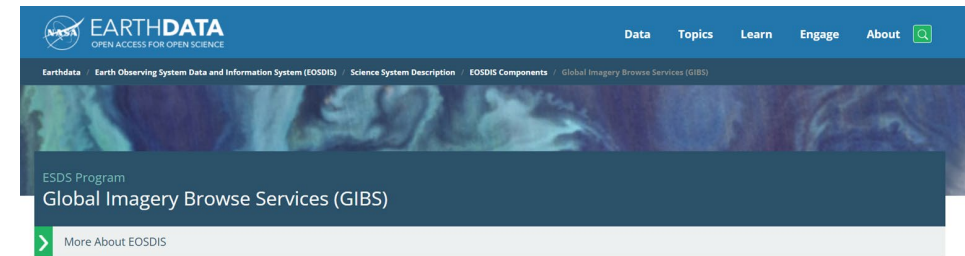 NASA
EARTHDATA
OPEN ACCESS FOR OPEN SCIENCE
Data Topics Learn Engage About
Earthdata / Earth Observing System Data and Information System (EOSDIS) / Science System Description / EOSDIS Components / Global Imagery Browse Services (GIBS)
ESDS Program
Global Imagery Browse Services (GIBS)
More About EOSDIS